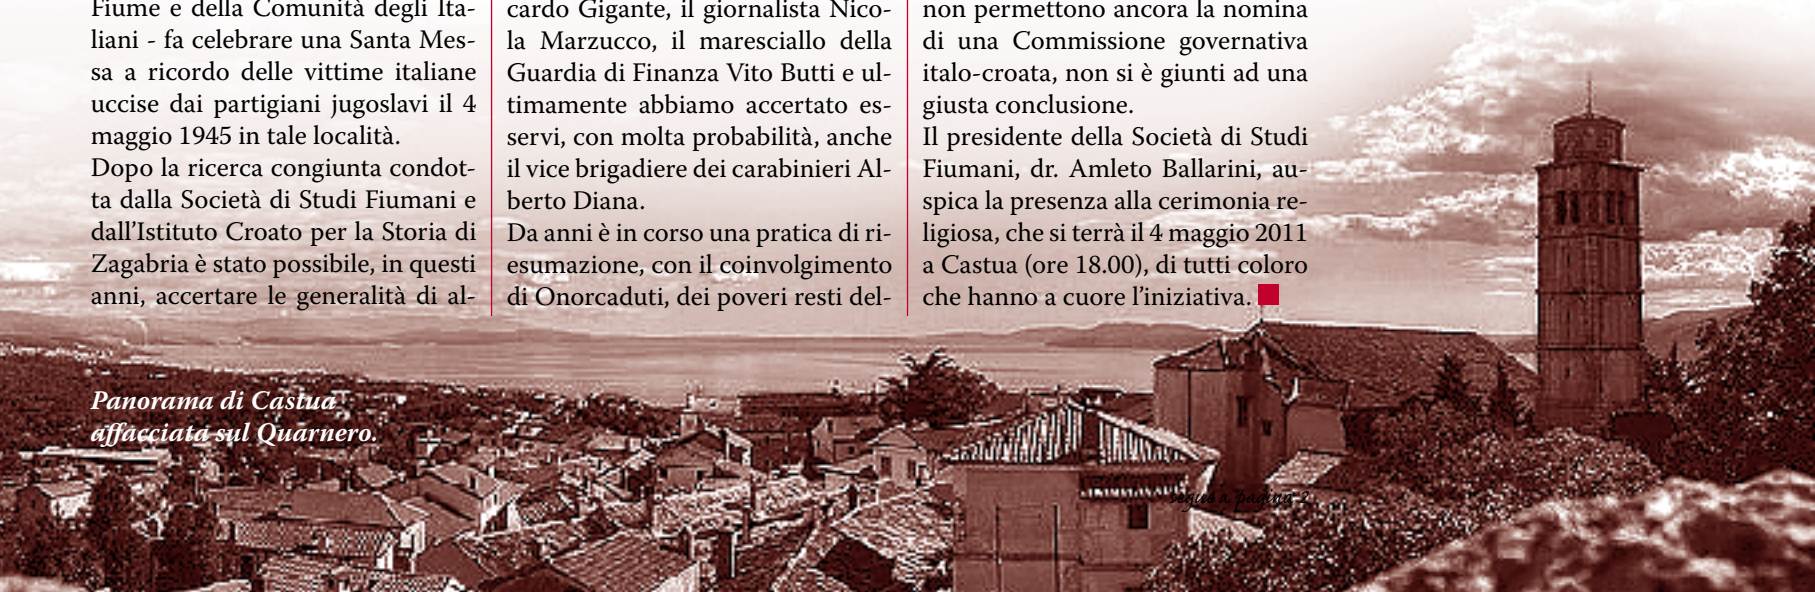 Fiume e della Comunità degli Ita-
liani - fa celebrare una Santa Mes-
sa a ricordo delle vittime italiane
uccise dai partigiani jugoslavi il 4
maggio 1945 in tale località.
Dopo la ricerca congiunta condot-
ta dalla Società di Studi Fiumani e
dall'Istituto Croato per la Storia di
Zagabria è stato possibile, in questi
anni, accertare le generalità di al-
cardo Gigante, il giornalista Nico-
la Marzucco, il maresciallo della
Guardia di Finanza Vito Butti e ul-
timamente abbiamo accertato es-
servi, con molta probabilità, anche
il vice brigadiere dei carabinieri Al-
berto Diana.
Da anni è in corso una pratica di ri-
esumazione, con il coinvolgimento
di Onorcaduti, dei poveri resti del-
non permettono ancora la nomina
di una Commissione governativa
italo-croata, non si è giunti ad una
giusta conclusione.
Il presidente della Società di Studi
Fiumani, dr. Amleto Ballarini, au-
spica la presenza alla cerimonia re-
ligiosa, che si terrà il 4 maggio 2011
a Castua (ore 18.00), di tutti coloro
che hanno a cuore l'iniziativa.
Panorama di Castua
affacciata sul Quarnero.
segue a pagina 2